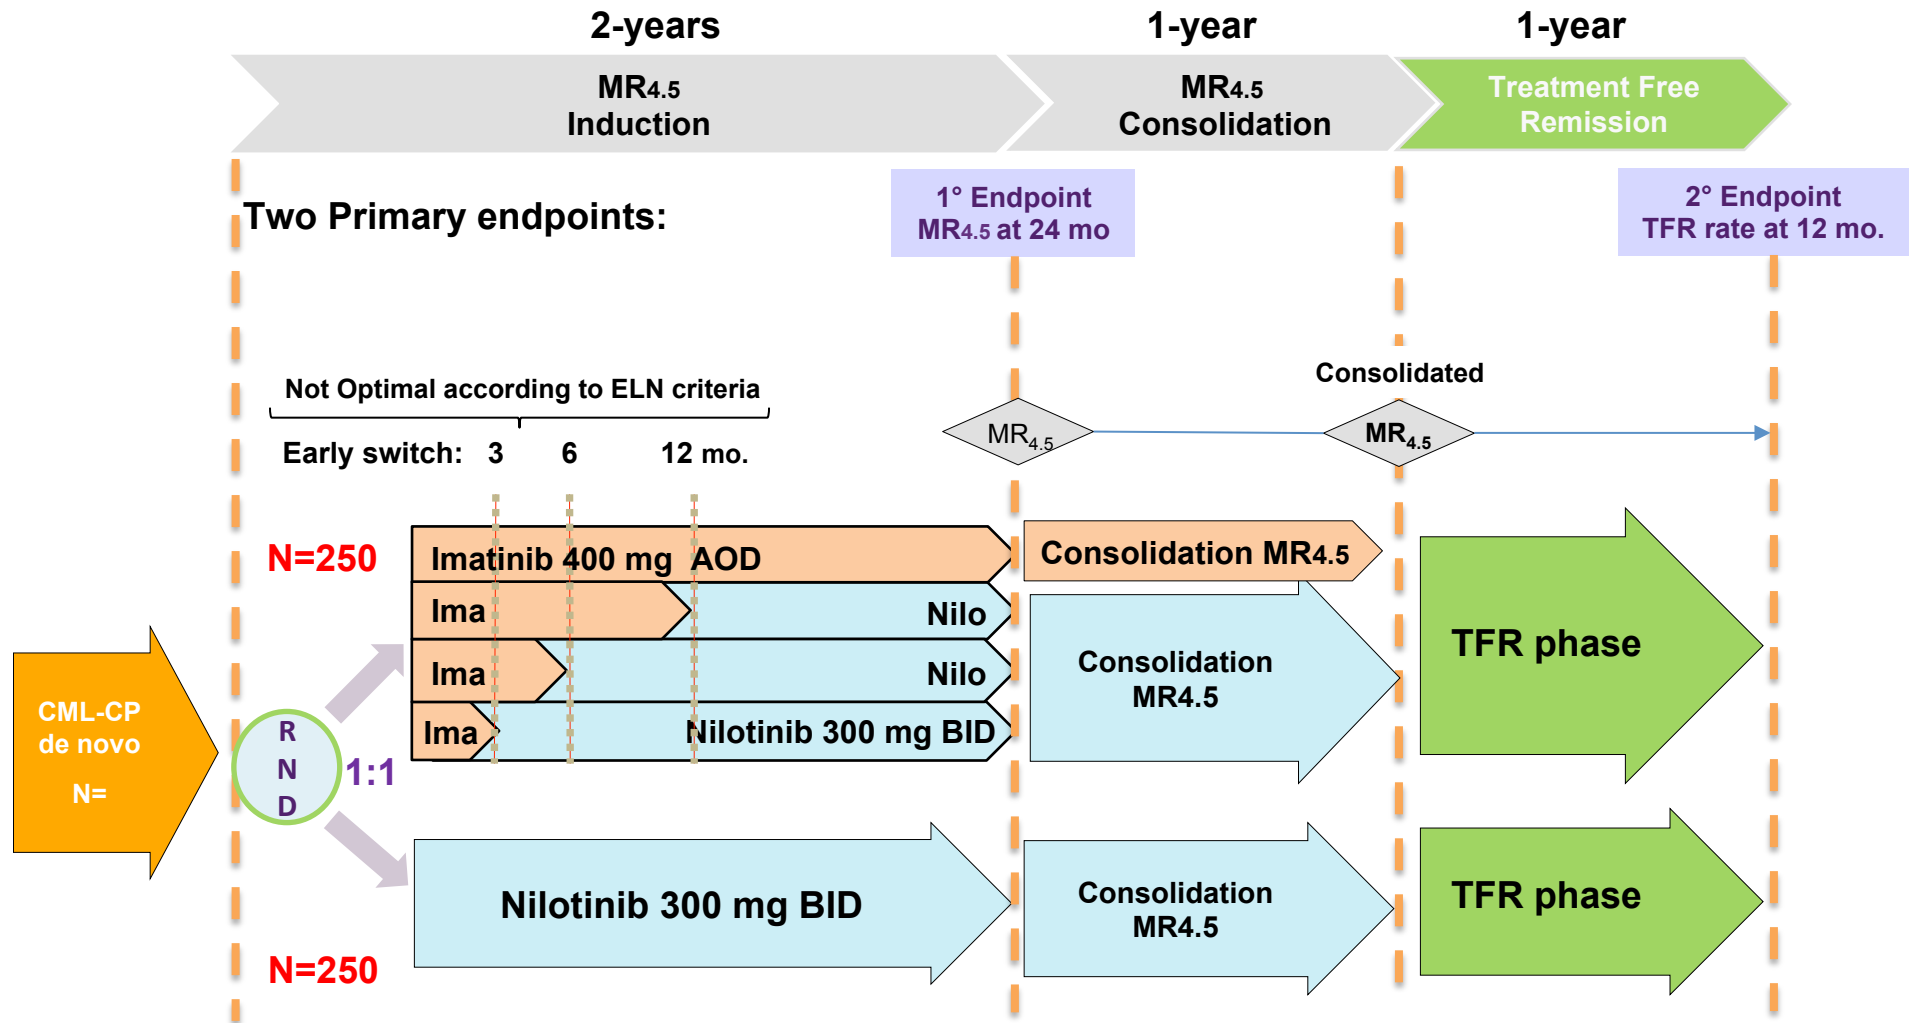 2-years
1-year
1-year
MR4.5
Induction
MR4.5
Consolidation
Treatment Free
Remission
Two Primary endpoints:
1° Endpoint
MR4.5 at 24 mo
2° Endpoint
TFR rate at 12 mo.
Not Optimal according to ELN criteria
Early switch: 3 6 12 mo.
Consolidated
MR4.5
MR4.5
N=250
Imatinib 400 mg AOD
Ima Nilo
Ima Nilo
Ima Nilotinib 300 mg BID
Consolidation MR4.5
Consolidation
MR4.5
TFR phase
CML-CP
de novo
N=
R
N
D
1:1
Nilotinib 300 mg BID
Consolidation
MR4.5
TFR phase
N=250